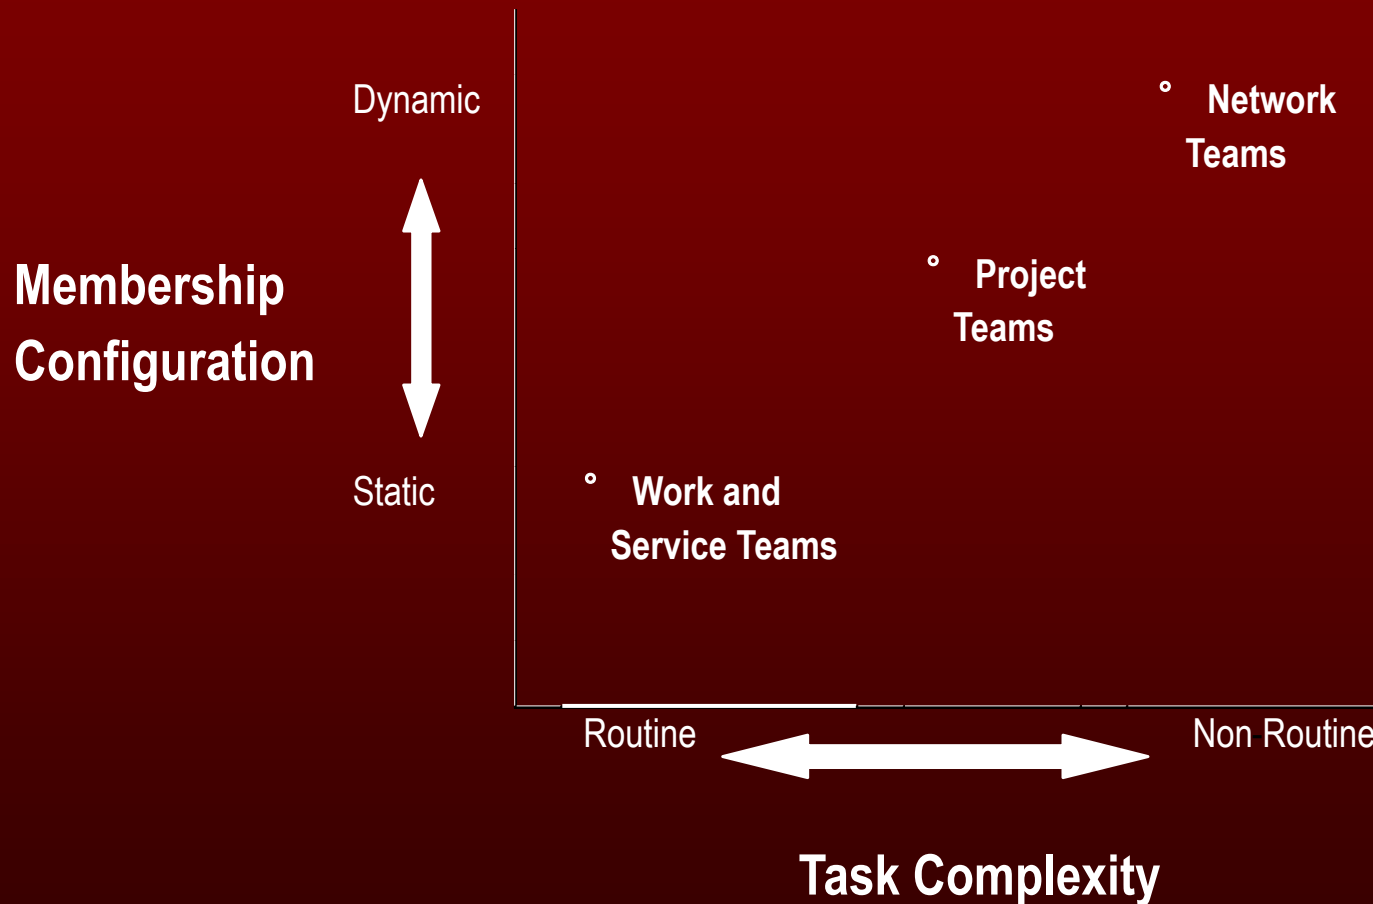 Dynamic
° Network
Teams
Membership
Configuration
° Project
Teams
Static
° Work and
Service Teams
Routine
Non-Routine
Task Complexity